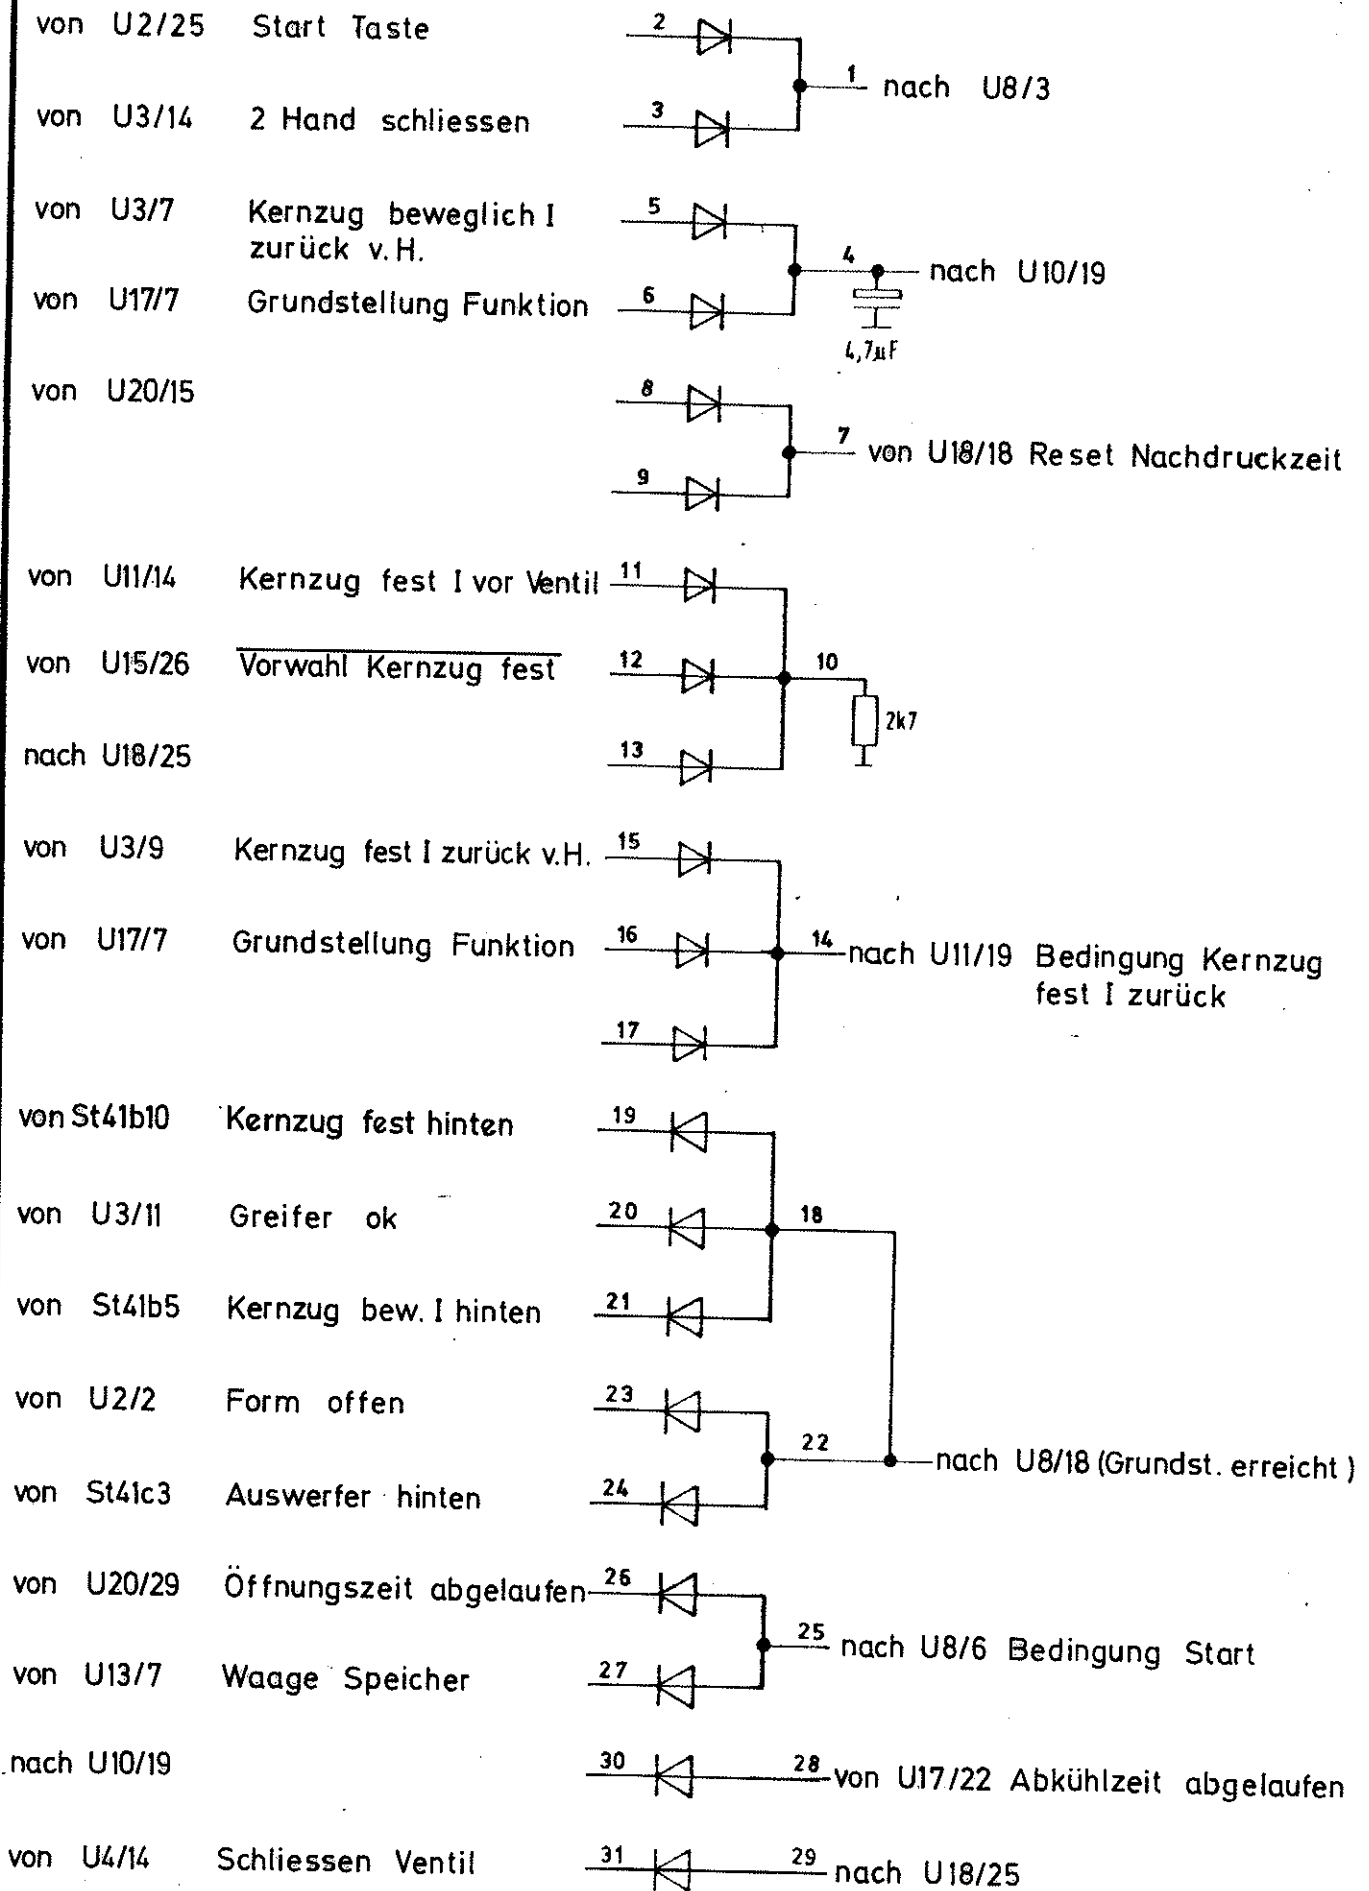 von U2/25 Start Taste 2
1 nach U8/3
von U3/14 2 Hand schliessen 3
von U3/7 Kernzug beweglich I 5
zurück v.H.
4 nach U10/19
von U17/7 Grundstellung Funktion 6
4,7µF
von U20/15 8
7 von U18/18 Reset Nachdruckzeit
9
von U11/14 Kernzug fest I vor Ventil 11
von U15/26 Vorwahl Kernzug fest 12 10
2k7
nach U18/25 13
von U3/9 Kernzug fest I zurück v.H. 15
von U17/7 Grundstellung Funktion 16 14 nach U11/19 Bedingung Kernzug
fest I zurück
17
von St41b10 Kernzug fest hinten 19
von U3/11 Greifer ok 20 18
von St41b5 Kernzug bew. I hinten 21
von U2/2 Form offen 23
22 nach U8/18 (Grundst. erreicht)
von St41c3 Auswerfer hinten 24
von U20/29 Öffnungszeit abgelaufen 26
25 nach U8/6 Bedingung Start
von U13/7 Waage Speicher 27
nach U10/19 30 28 von U17/22 Abkühlzeit abgelaufen
von U4/14 Schliessen Ventil 31 29 nach U18/25